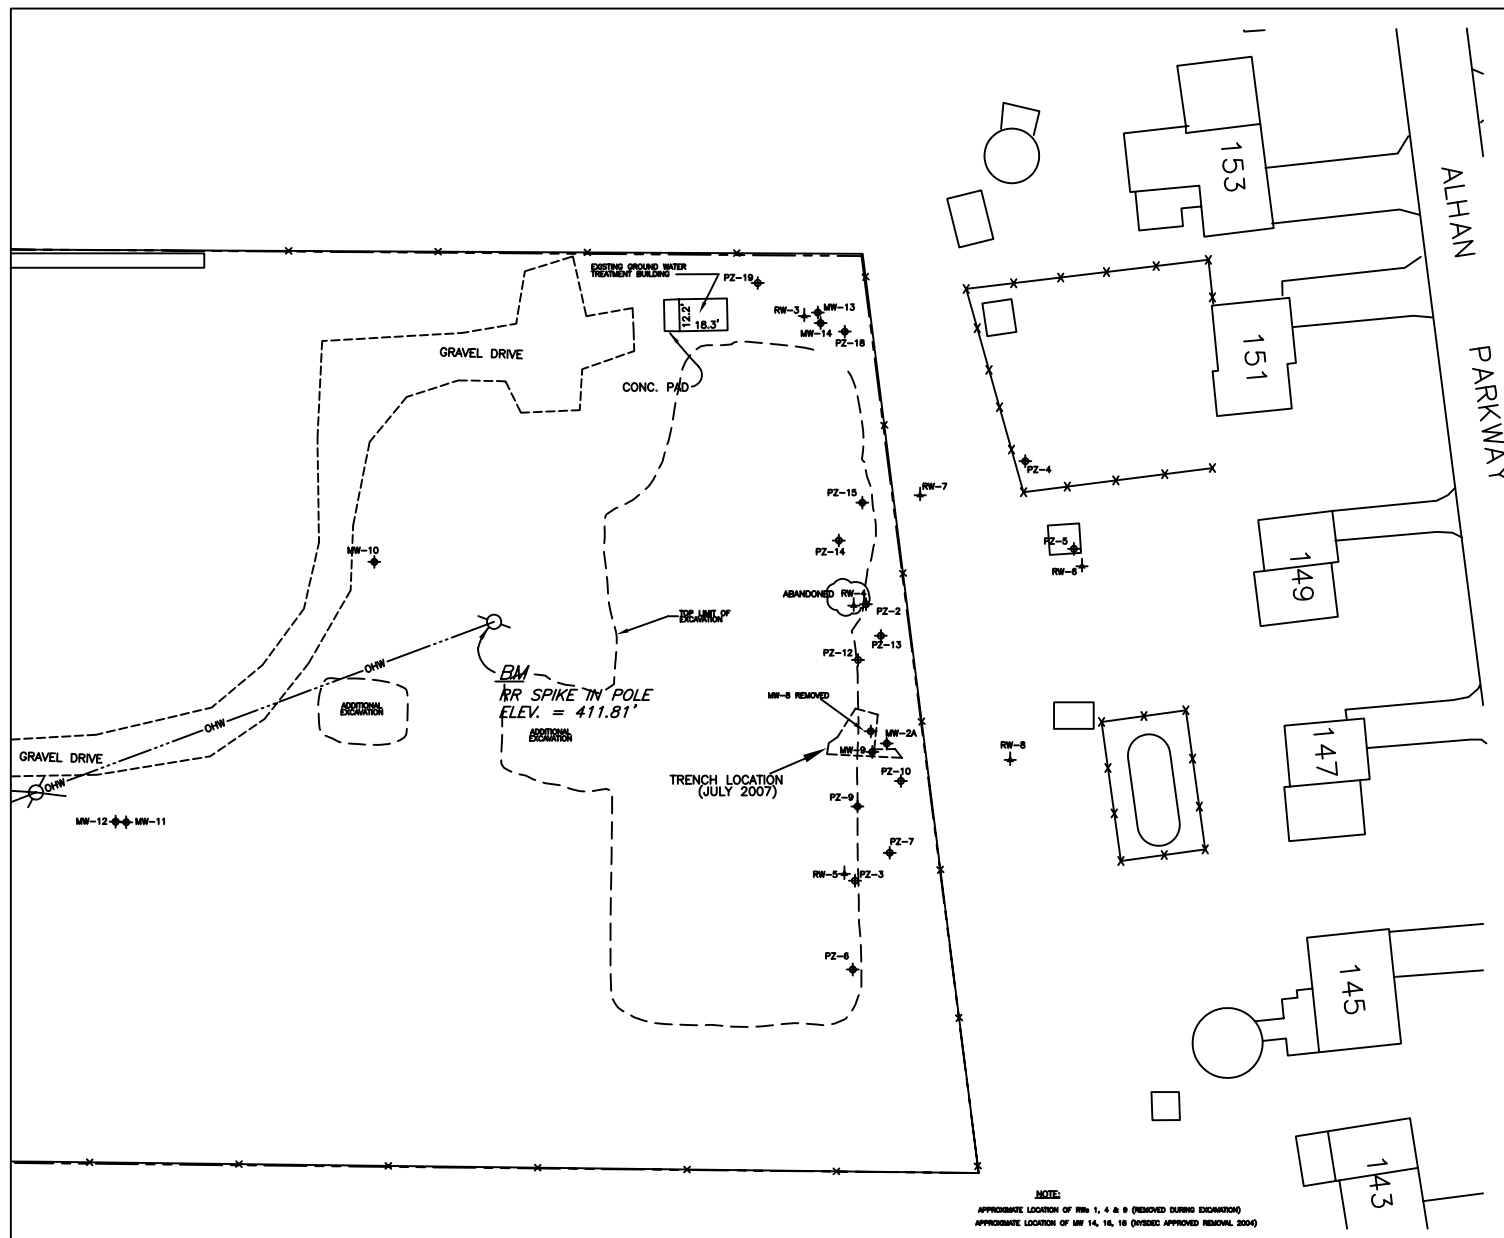 153
ALHAN
PARKWAY
EXISTING GROUND WATER
TREATMENT BUILDING
PZ-19
RW-3
MW-13
MW-14
PZ-18
12.2'
18.3'
GRAVEL DRIVE
CONC. PAD
151
PZ-4
RW-7
PZ-15
PZ-14
PZ-5
RW-6
MW-10
149
ABANDONED
RW-4
PZ-2
TOP LIMIT OF
EXCAVATION
PZ-13
PZ-12
OHW
BM
RR SPIKE IN POLE
ELEV. = 411.81'
MW-8 REMOVED
ADDITIONAL
EXCAVATION
OHW
ADDITIONAL
EXCAVATION
MW-2A
MW-9
147
RW-8
GRAVEL DRIVE
OHW
TRENCH LOCATION
(JULY 2007)
PZ-10
PZ-9
MW-12
MW-11
PZ-7
RW-5
PZ-3
PZ-6
145
143
NOTE:
APPROXIMATE LOCATION OF RWs 1, 4 & 9 (REMOVED DURING EXCAVATION)
APPROXIMATE LOCATION OF MW 14, 16, 18 (NYSDEC APPROVED REMOVAL 2004)